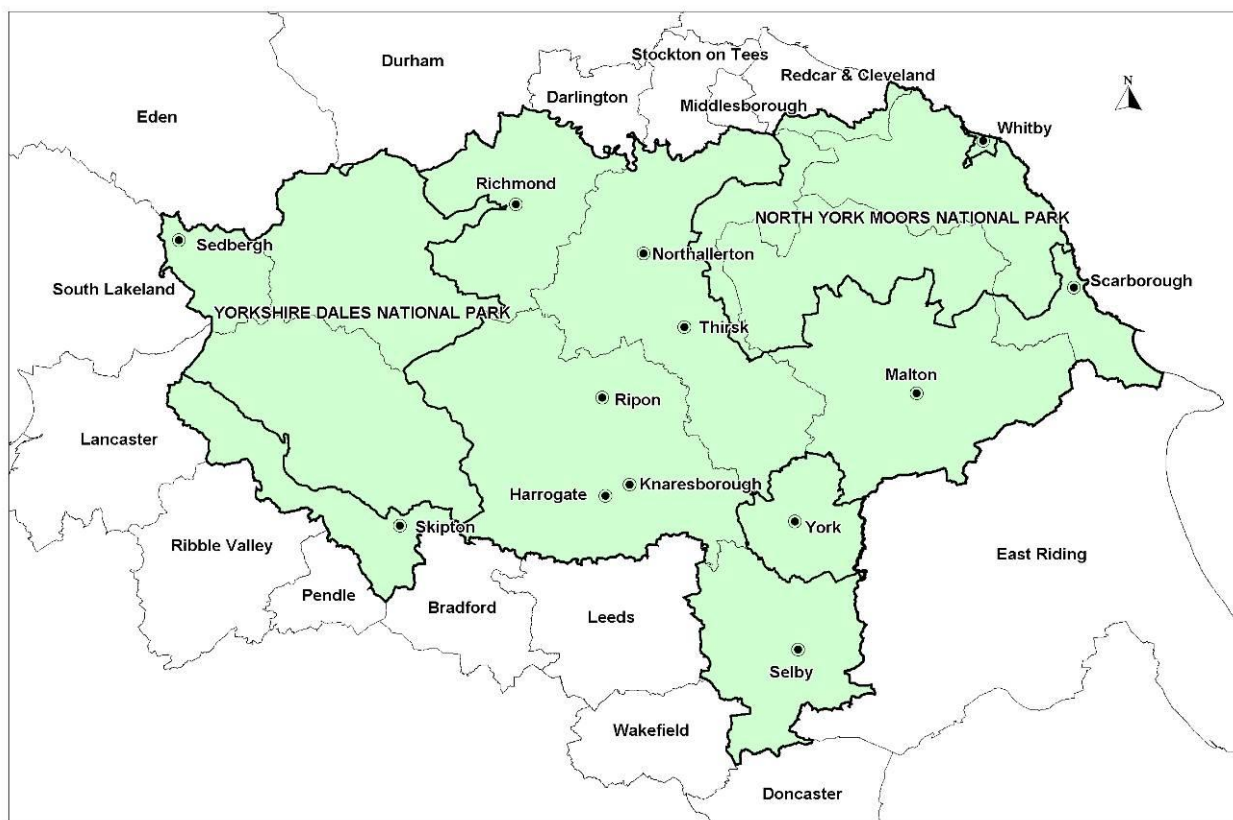 Durham
Stockton on Tees
Redcar & Cleveland
Darlington
Middlesborough
N
Eden
Whitby
Richmond
NORTH YORK MOORS NATIONAL PARK
Sedbergh
Northallerton
Scarborough
South Lakeland
YORKSHIRE DALES NATIONAL PARK
Thirsk
Malton
Ripon
Lancaster
Knaresborough
Harrogate
Skipton
York
Ribble Valley
East Riding
Pendle
Bradford
Leeds
Selby
Wakefield
Doncaster